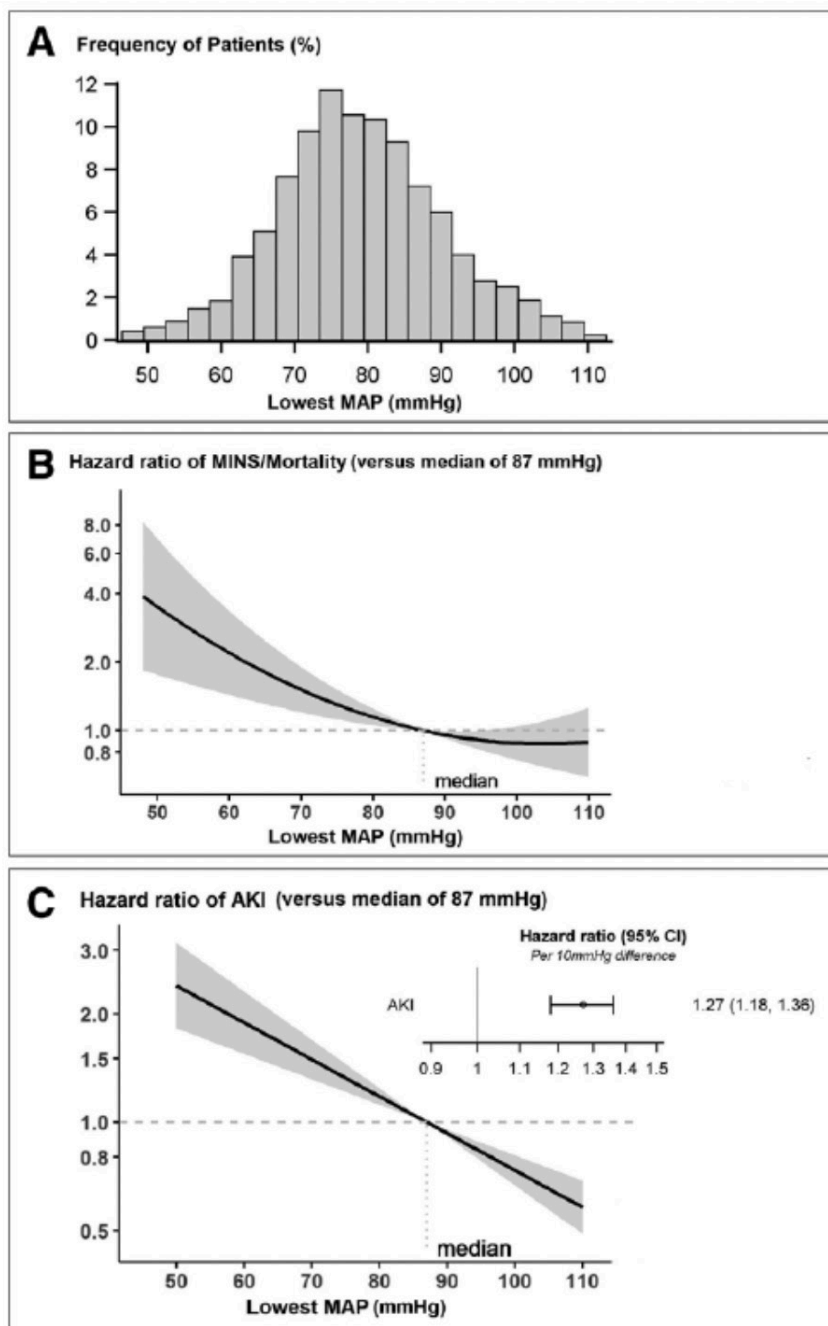 A Frequency of Patients (%)
12
10
8
6
4
2
0
50 60 70 80 90 100 110
Lowest MAP (mmHg)
B Hazard ratio of MINS/Mortality (versus median of 87 mmHg)
8.0
6.0
4.0
2.0
1.0
0.8
median
50 60 70 80 90 100 110
Lowest MAP (mmHg)
C Hazard ratio of AKI (versus median of 87 mmHg)
Hazard ratio (95% CI)
Per 10mmHg difference
AKI 1.27 (1.18, 1.36)
0.9 1 1.1 1.2 1.3 1.4 1.5
3.0
2.0
1.5
1.0
0.8
0.5
median
50 60 70 80 90 100 110
Lowest MAP (mmHg)